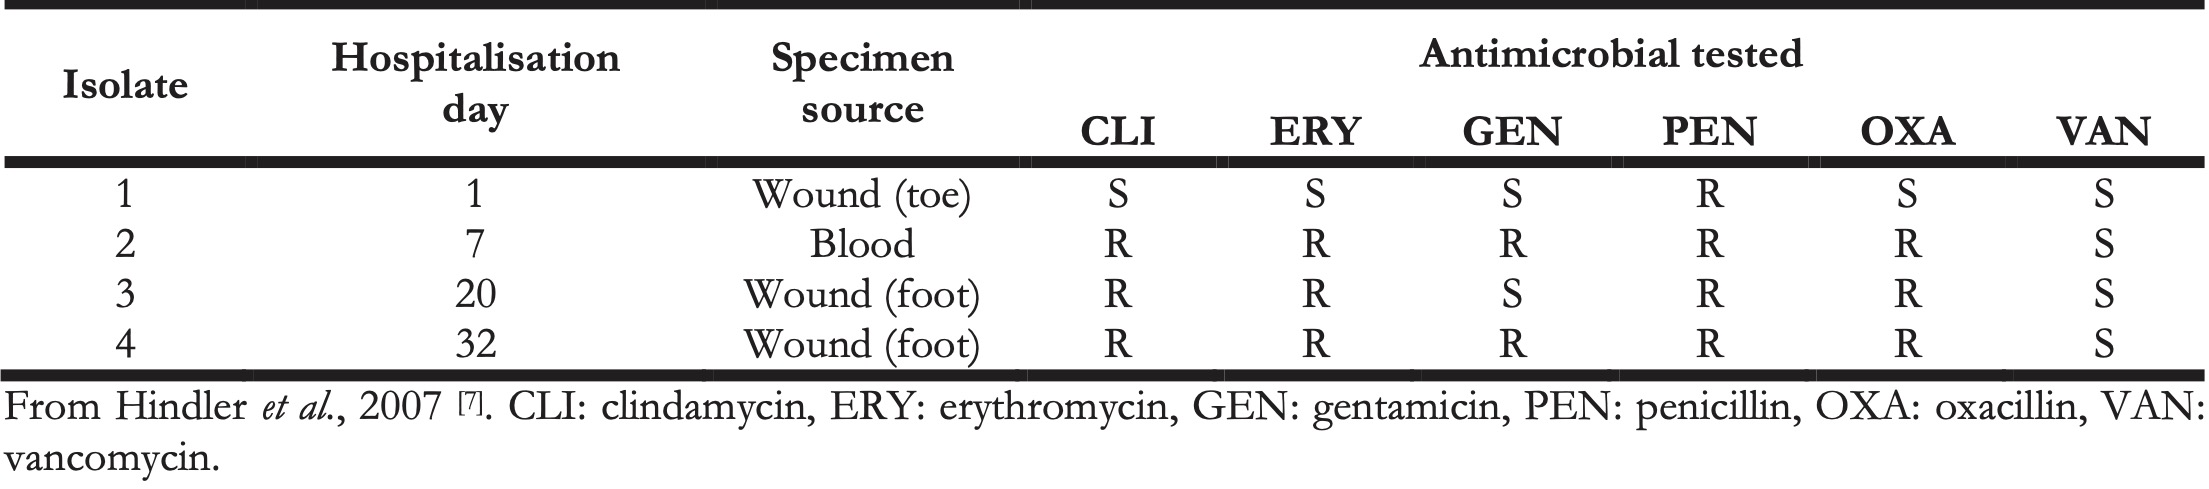 Isolate Hospitalisation day Specimen source Antimicrobial tested
CLI ERY GEN PEN OXA VAN
1 1 Wound (toe) S S S R S S
2 7 Blood R R R R R S
3 20 Wound (foot) R R S R R S
4 32 Wound (foot) R R R R R S
From Hindler et al., 2007 [7]. CLI: clindamycin, ERY: erythromycin, GEN: gentamicin, PEN: penicillin, OXA: oxacillin, VAN:
vancomycin.